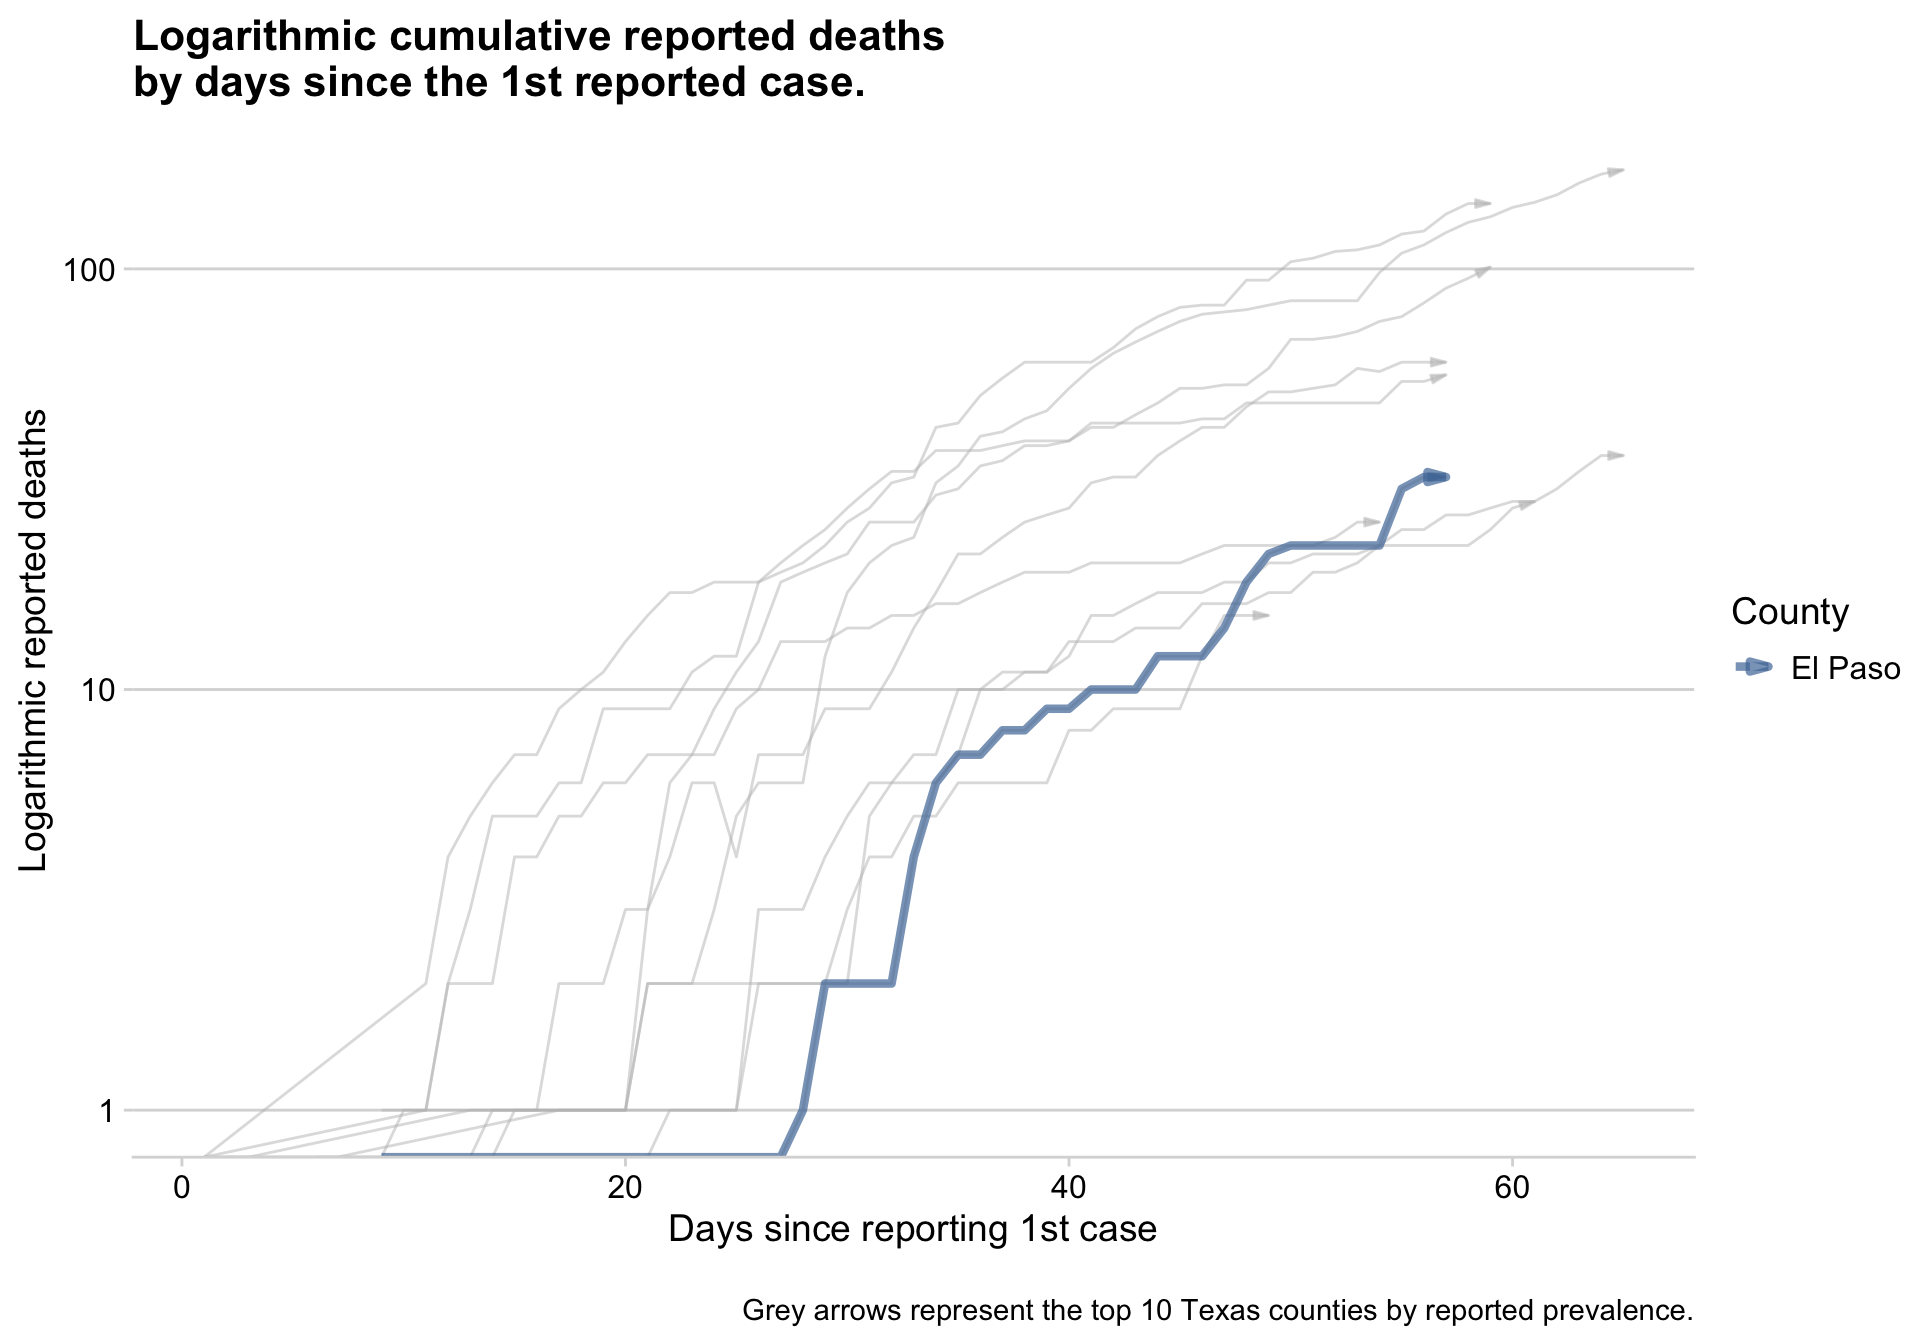 Logarithmic cumulative reported deaths
by days since the 1st reported case.
100
10
1
Logarithmic reported deaths
0
20
40
60
Days since reporting 1st case
County
El Paso
Grey arrows represent the top 10 Texas counties by reported prevalence.